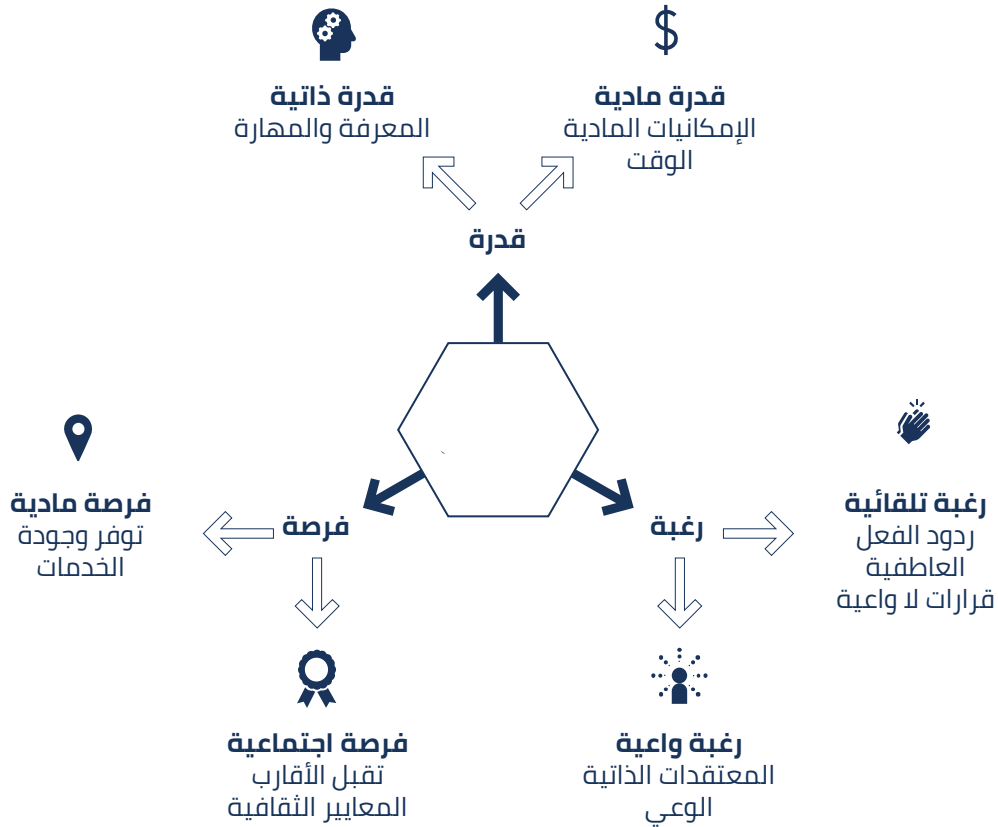 قدرة مادية
الإمكانيات المادية
الوقت
قدرة ذاتية
المعرفة والمهارة
قدرة
رغبة
رغبة تلقائية
ردود الفعل
العاطفية
قرارات لا واعية
رغبة واعية
المعتقدات الذاتية
الوعي
فرصة
فرصة مادية
توفر وجودة
الخدمات
فرصة اجتماعية
تقبل الأقارب
المعايير الثقافية